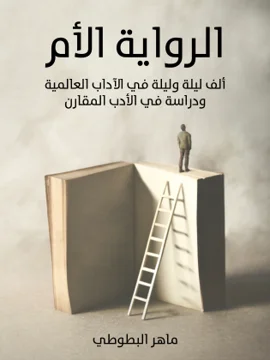 الرواية الأم
ألف ليلة وليلة في الآداب العالمية
ودراسة في الأدب المقارن
ماهر البطوطي